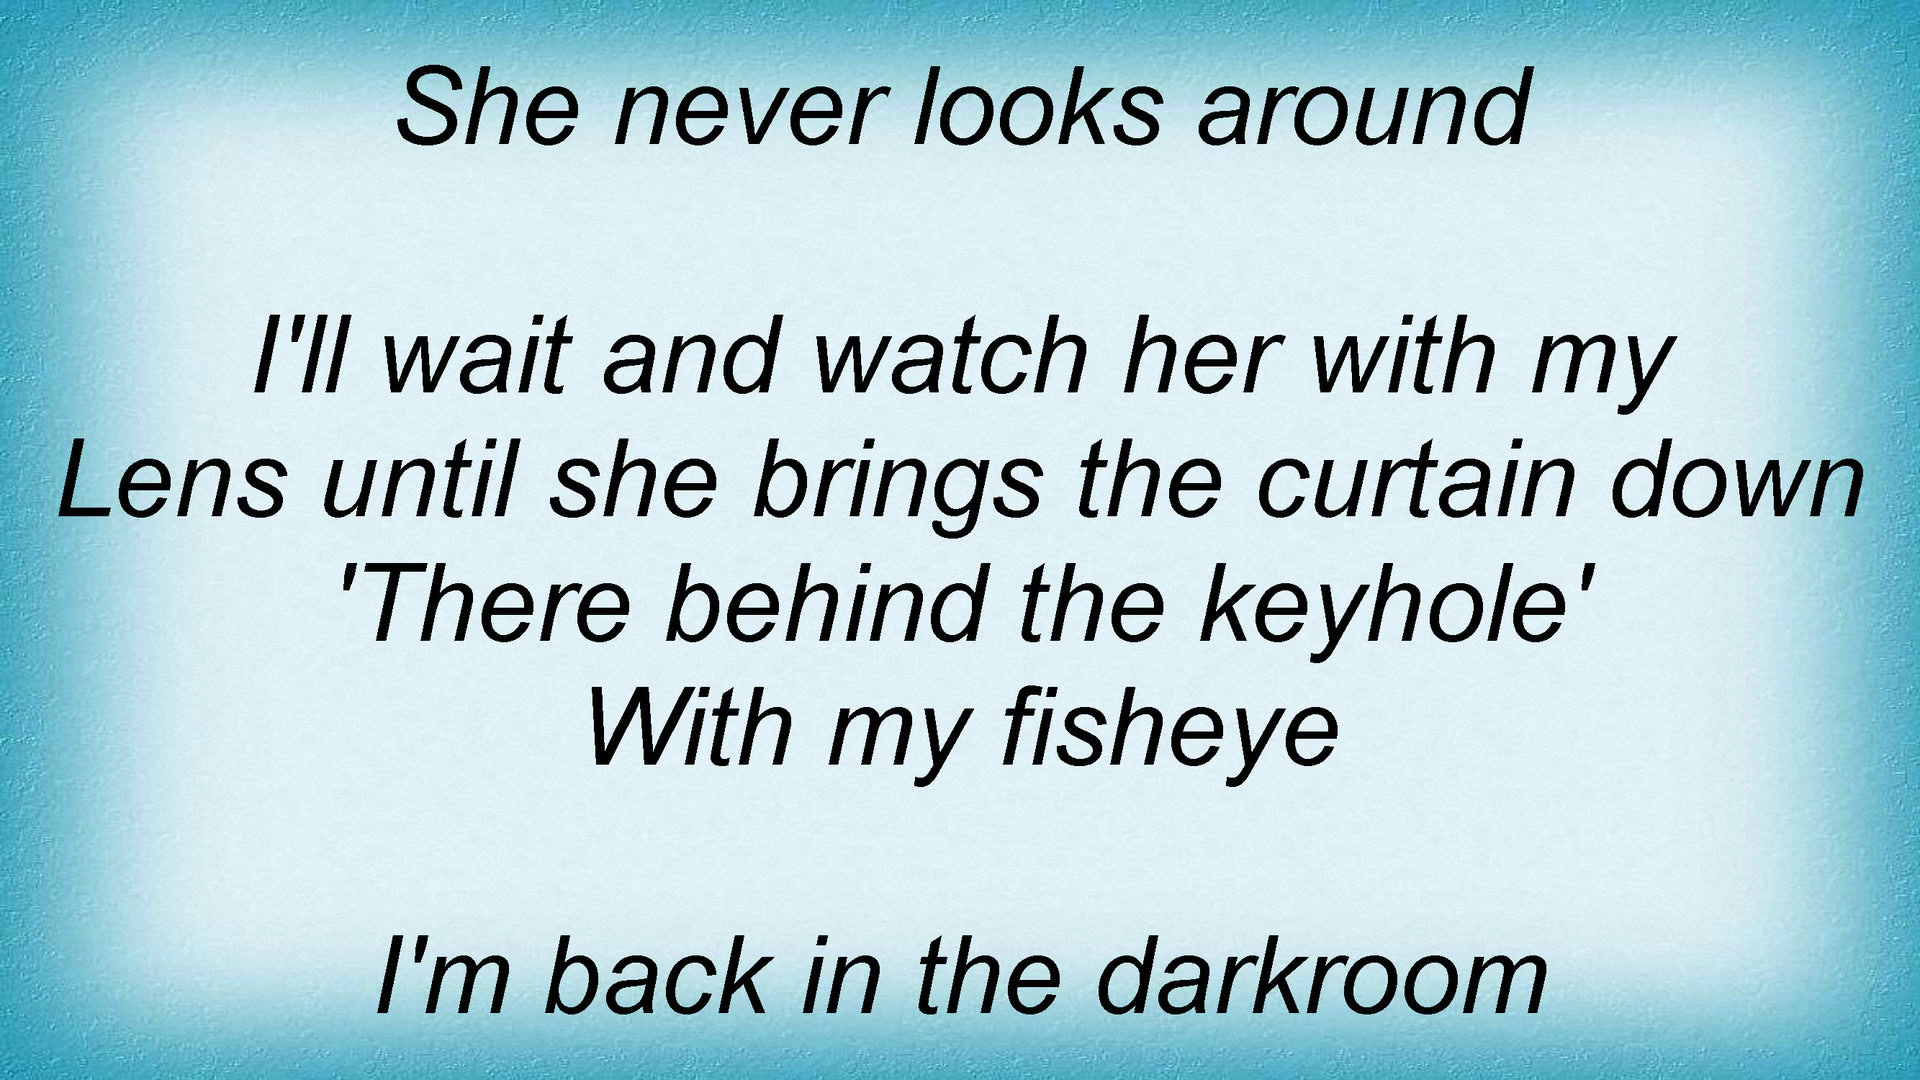 She never looks around
I'll wait and watch her with my
Lens until she brings the curtain down
'There behind the keyhole'
With my fisheye
I'm back in the darkroom